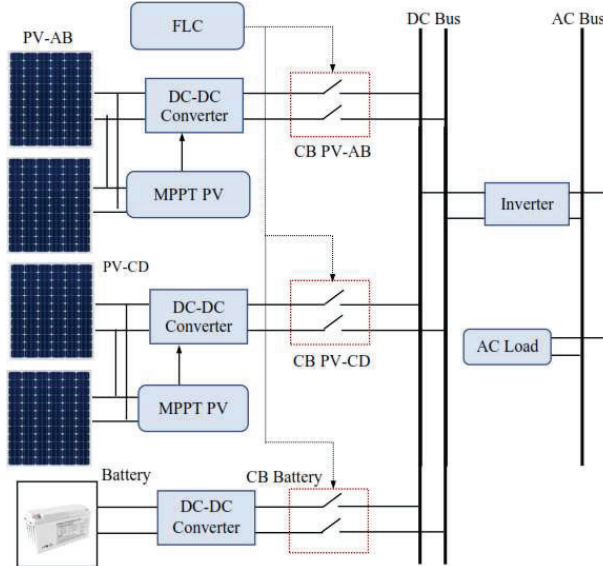 PV-AB
FLC
DC Bus
AC Bus
DC-DC
Converter
CB PV-AB
MPPT PV
Inverter
PV-CD
DC-DC
Converter
CB PV-CD
AC Load
MPPT PV
Battery
CB Battery
DC-DC
Converter